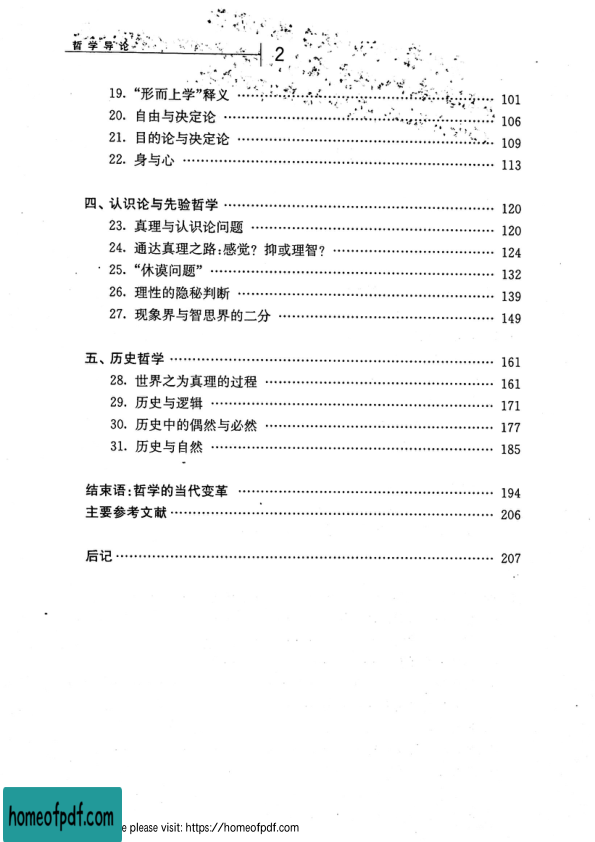 哲学导论
2
19. “形而上学”释义 …… 101
20. 自由与决定论 …… 106
21. 目的论与决定论 …… 109
22. 身与心 …… 113
四、认识论与先验哲学 …… 120
23. 真理与认识论问题 …… 120
24. 通达真理之路:感觉? 抑或理智? …… 124
25. “休谟问题” …… 132
26. 理性的隐秘判断 …… 139
27. 现象界与智思界的二分 …… 149
五、历史哲学 …… 161
28. 世界之为真理的过程 …… 161
29. 历史与逻辑 …… 171
30. 历史中的偶然与必然 …… 177
31. 历史与自然 …… 185
结束语:哲学的当代变革 …… 194
主要参考文献 …… 206
后记 …… 207
homeofpdf.com
e please visit: https://homeofpdf.com